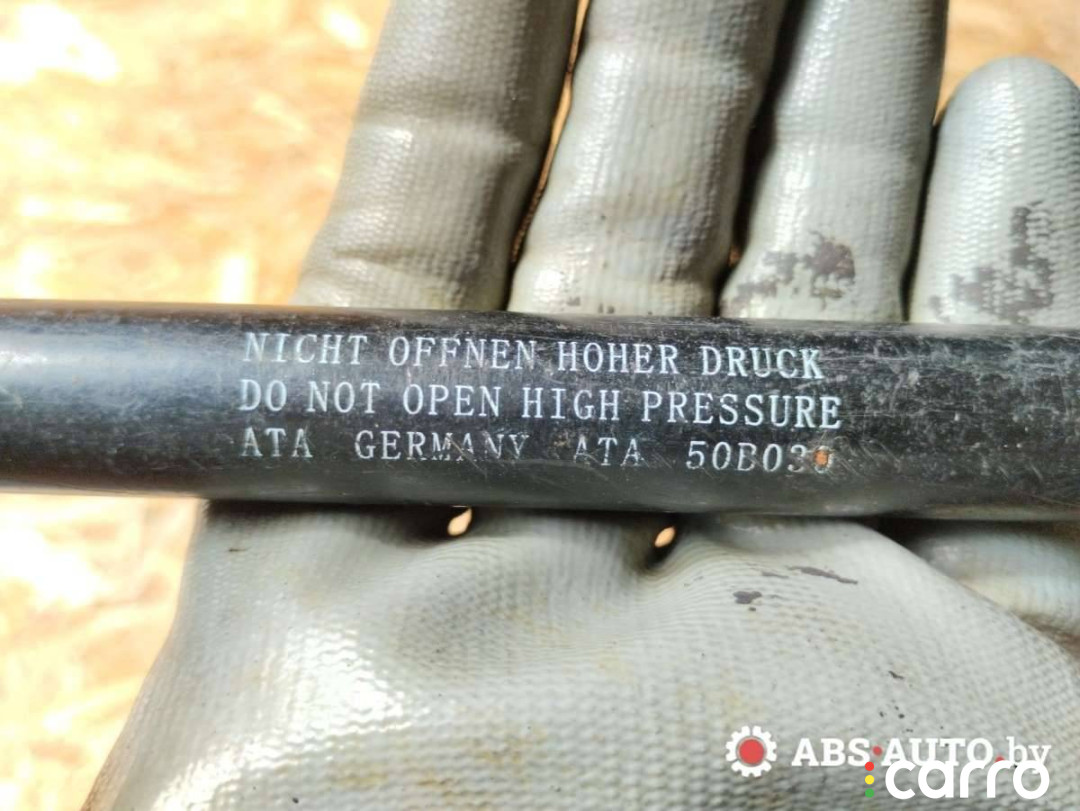 NICHT OFFNEN HOHER DRUCK
DO NOT OPEN HIGH PRESSURE
ATA GERMANY ATA
ABS-AUTO.by
carro